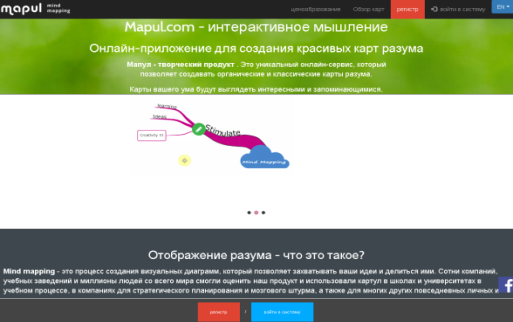 mapul mind mapping
ценообразования Обзор карт регистр войти в систему EN
Mapul.com - интерактивное мышление
Онлайн-приложение для создания красивых карт разума
Мапул - творческий продукт . Это уникальный онлайн-сервис, который
позволяет создавать органические и классические карты разума.
Карты вашего ума будут выглядеть интересными и запоминающимися.
Ideas
Stimulate
Creativity
Mind Mapping
Отображение разума - что это такое?
Mind mapping - это процесс создания визуальных диаграмм, который позволяет захватывать ваши идеи и делиться ими. Сотни компаний,
учебных заведений и миллионы людей со всего мира смогли оценить наш продукт и использовали картул в школах и университетах в
учебном процессе, в компаниях для стратегического планирования и мозгового штурма, а также для многих других повседневных личных и
регистр / войти в систему